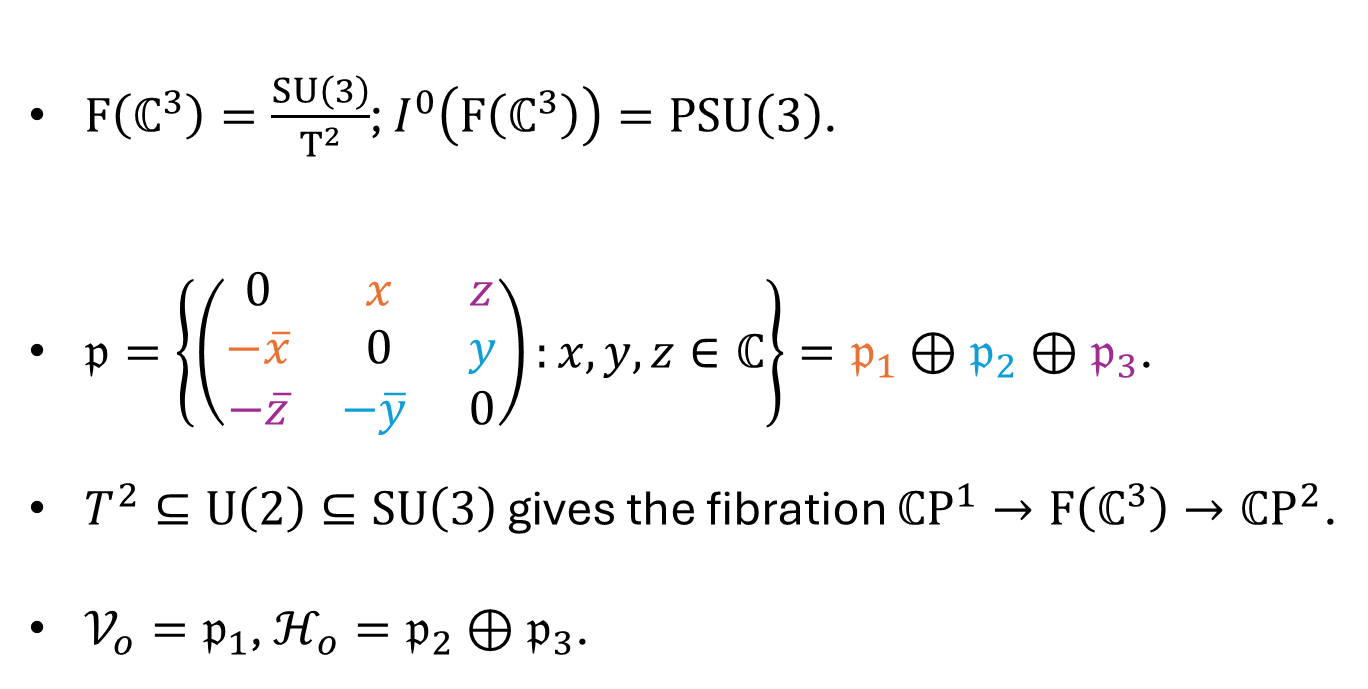 • F(ℂ³) = SU(3)/T²; I⁰(F(ℂ³)) = PSU(3).
• 𝔭 = {(0 x z; −x̄ 0 y; −z̄ −ȳ 0) : x, y, z ∈ ℂ} = 𝔭₁ ⊕ 𝔭₂ ⊕ 𝔭₃.
• T² ⊆ U(2) ⊆ SU(3) gives the fibration ℂP¹ → F(ℂ³) → ℂP².
• 𝒱ₒ = 𝔭₁, ℋₒ = 𝔭₂ ⊕ 𝔭₃.